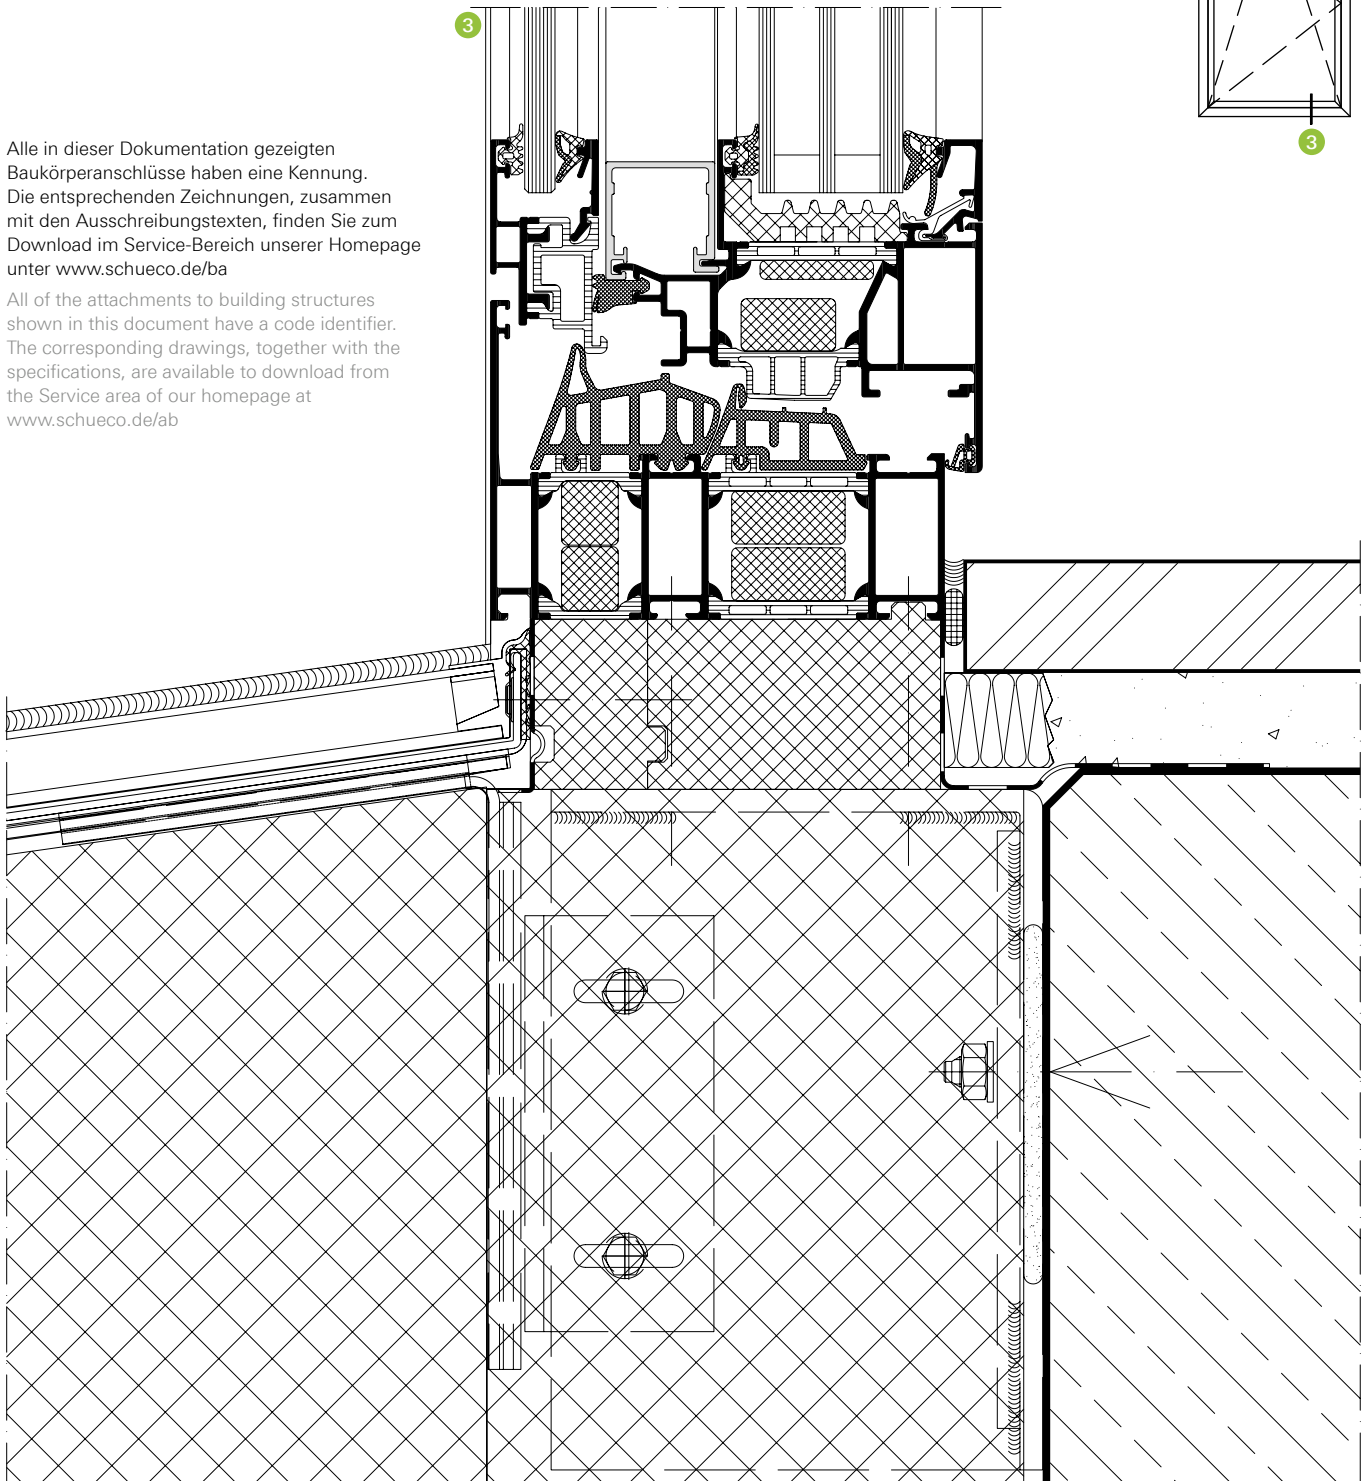 3
3
Alle in dieser Dokumentation gezeigten
Baukörperanschlüsse haben eine Kennung.
Die entsprechenden Zeichnungen, zusammen
mit den Ausschreibungstexten, finden Sie zum
Download im Service-Bereich unserer Homepage
unter www.schueco.de/ba
All of the attachments to building structures
shown in this document have a code identifier.
The corresponding drawings, together with the
specifications, are available to download from
the Service area of our homepage at
www.schueco.de/ab